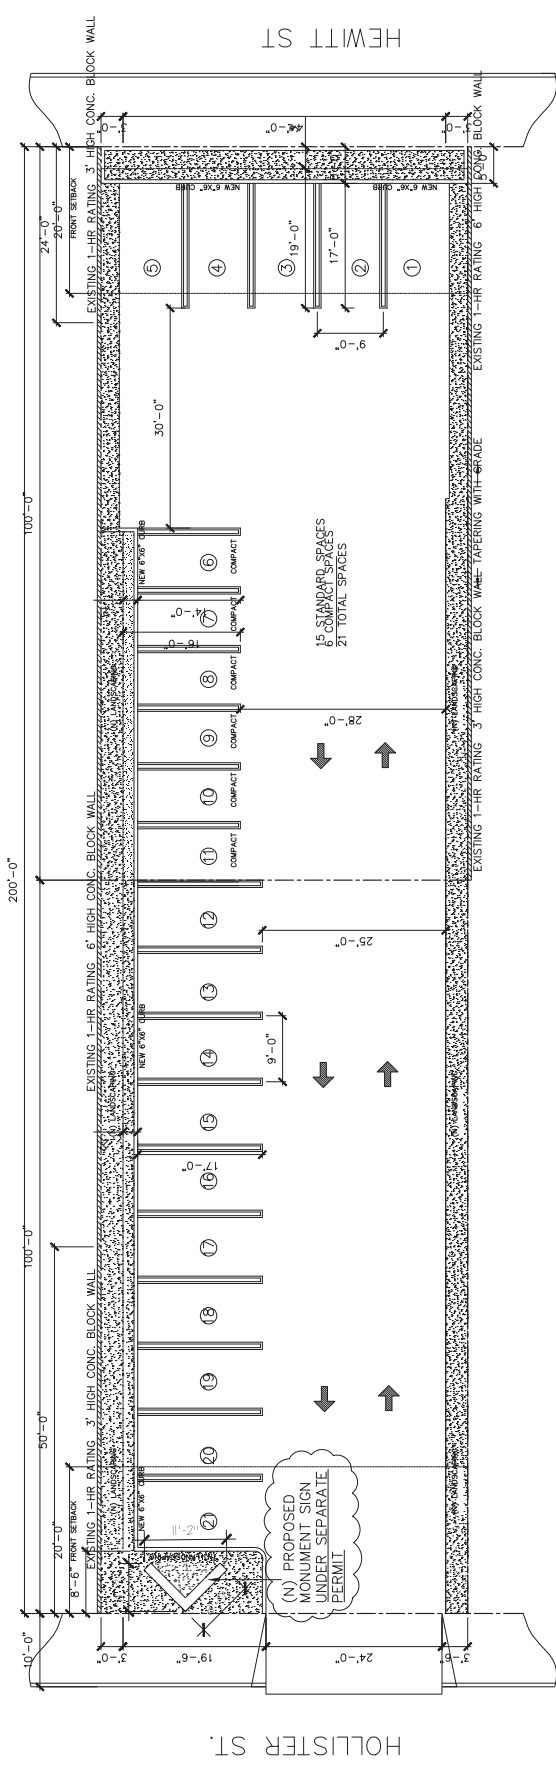 HEWITT ST
EXISTING 1-HR RATING 3' HIGH CONC. BLOCK WALL
EXISTING 1-HR RATING 6' HIGH CONC. BLOCK WALL
3'-0"
44'-0"
24'-0"
20'-0"
FRONT SETBACK
NEW 6"X6" CURB
NEW 6"X6" CURB
5
4
3
2
1
19'-0"
17'-0"
9'-0"
100'-0"
30'-0"
NEW 6"X6" CURB
6
COMPACT
7
COMPACT
8
COMPACT
9
COMPACT
10
COMPACT
11
COMPACT
14'-0"
16'-0"
15 STANDARD SPACES
6 COMPACT SPACES
21 TOTAL SPACES
(N) LANDSCAPING
(N) LANDSCAPING
28'-0"
EXISTING 1-HR RATING 3' HIGH CONC. BLOCK WALL TAPERING WITH GRADE
200'-0"
EXISTING 1-HR RATING 6' HIGH CONC. BLOCK WALL
12
13
14
15
16
17
18
19
20
21
25'-0"
9'-0"
17'-0"
NEW 6"X6" CURB
(N) LANDSCAPING
(N) LANDSCAPING
100'-0"
50'-0"
20'-0"
8'-6"
FRONT SETBACK
EXISTING 1-HR RATING 3' HIGH CONC. BLOCK WALL
(N) LANDSCAPING
NEW 6"X6" CURB
(N) LANDSCAPING
(N) PROPOSED
MONUMENT SIGN
UNDER SEPARATE
PERMIT
10'-0"
3'-0"
19'-6"
24'-0"
3'-6"
HOLLISTER ST.